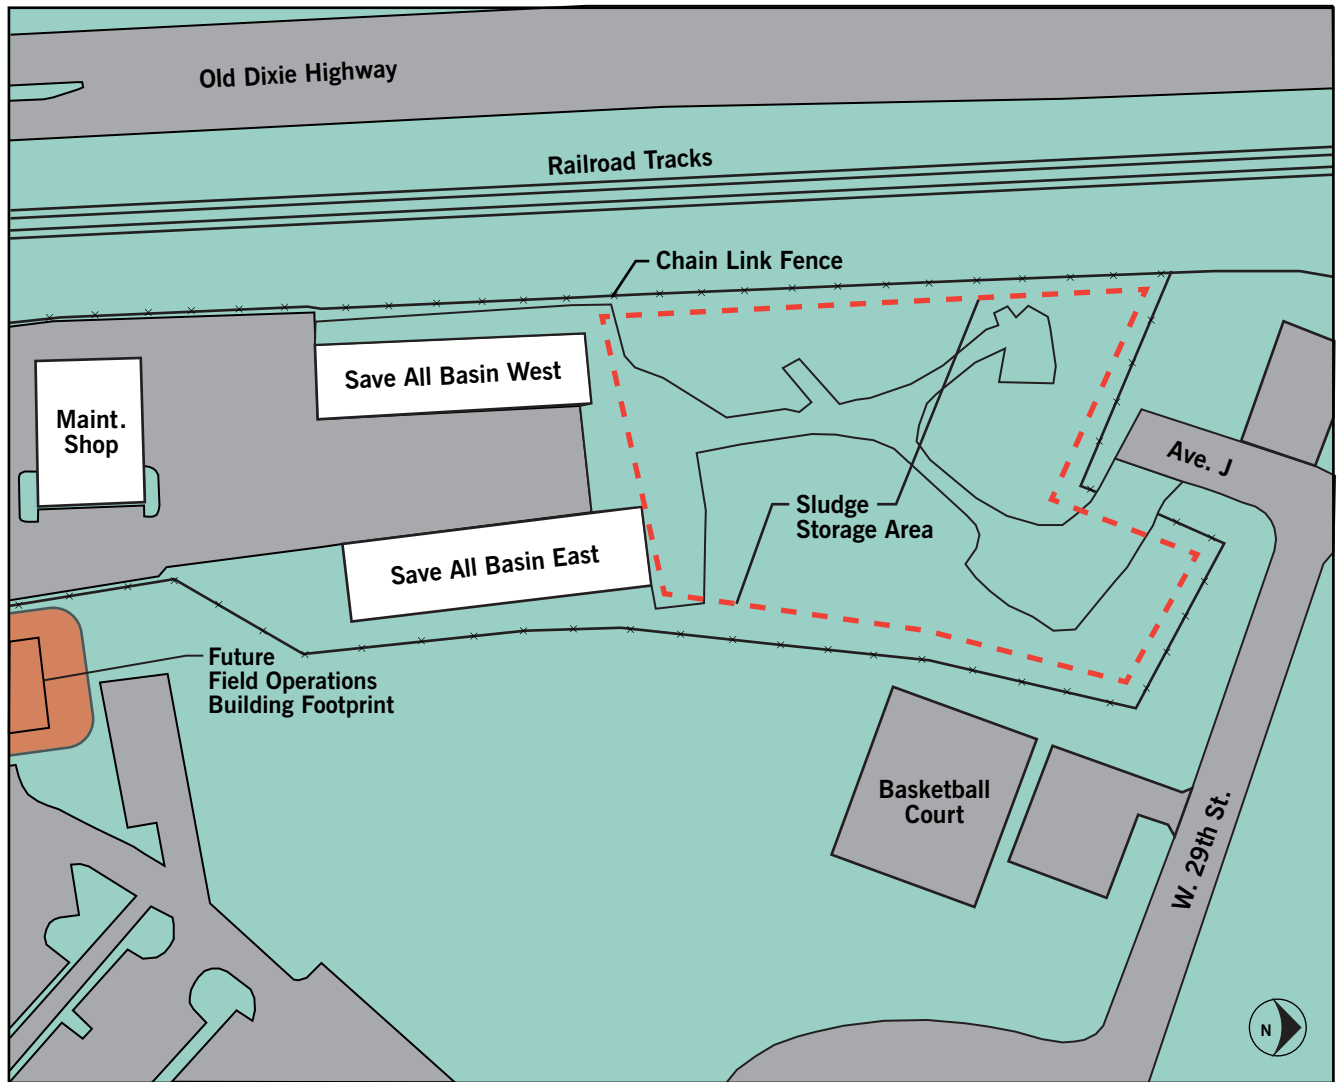 Old Dixie Highway
Railroad Tracks
Chain Link Fence
Save All Basin West
Maint.
Shop
Ave. J
Sludge
Storage Area
Save All Basin East
Future
Field Operations
Building Footprint
Basketball
Court
W. 29th St.
N